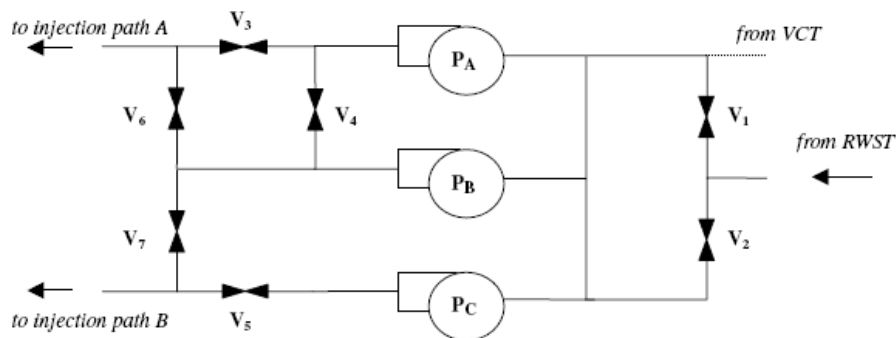 to injection path A
V3
PA
from VCT
V6
V4
V1
from RWST
PB
V7
V2
PC
to injection path B
V5